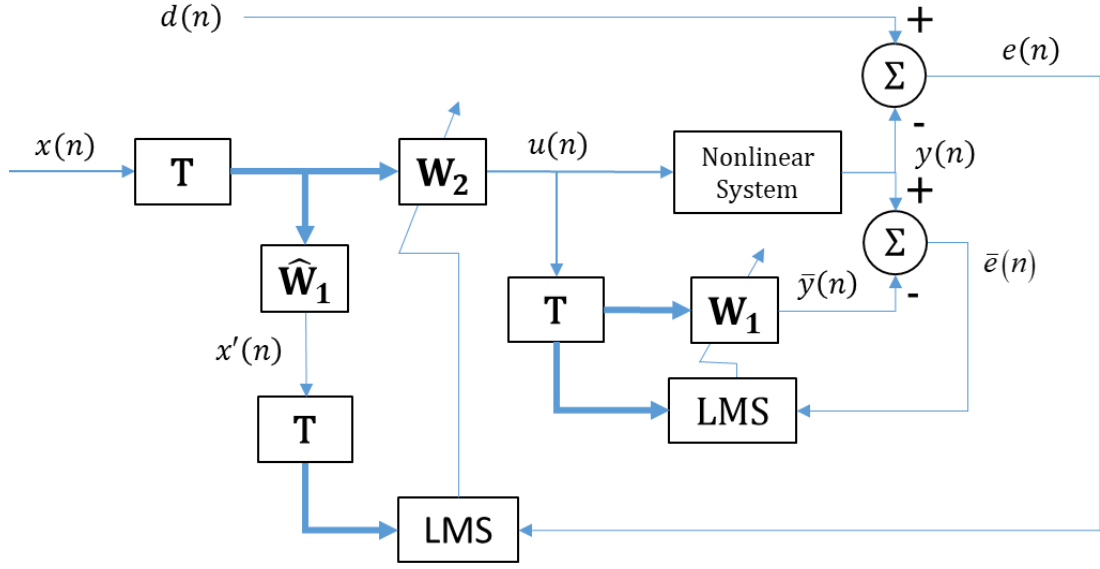 d(n)
+
Σ
e(n)
-
x(n)
T
W₂
u(n)
Nonlinear
System
y(n)
+
Σ
ē(n)
-
Ŵ₁
T
W₁
ȳ(n)
x′(n)
T
LMS
LMS